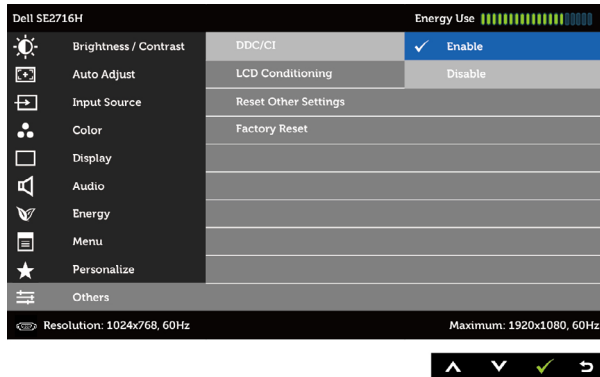 Dell SE2716H Energy Use
Brightness / Contrast DDC/CI Enable
Auto Adjust LCD Conditioning Disable
Input Source Reset Other Settings
Color Factory Reset
Display
Audio
Energy
Menu
Personalize
Others
Resolution: 1024x768, 60Hz Maximum: 1920x1080, 60Hz